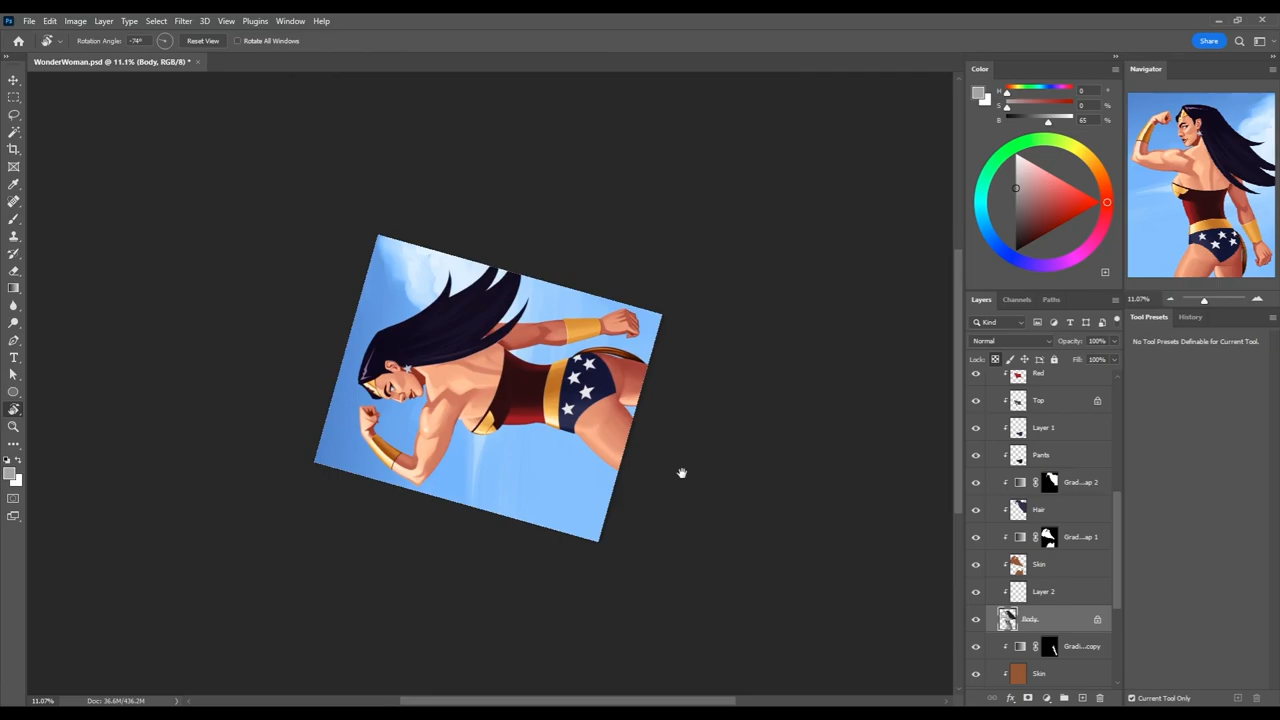 Ps File Edit Image Layer Type Select Filter 3D View Plugins Window Help
Rotation Angle: -74° Reset View Rotate All Windows Share
WonderWoman.psd @ 11.1% (Body, RGB/8) * ×
Color
H 0 °
S 0 %
B 65 %
Navigator
11.07%
Layers Channels Paths
Kind
Normal Opacity: 100%
Lock: Fill: 100%
Red
Top
Layer 1
Pants
Grad...ap 2
Hair
Grad...ap 1
Skin
Layer 2
Body
Gradi...copy
Skin
Tool Presets History
No Tool Presets Definable for Current Tool.
Current Tool Only
11.07% Doc: 36.6M/436.2M